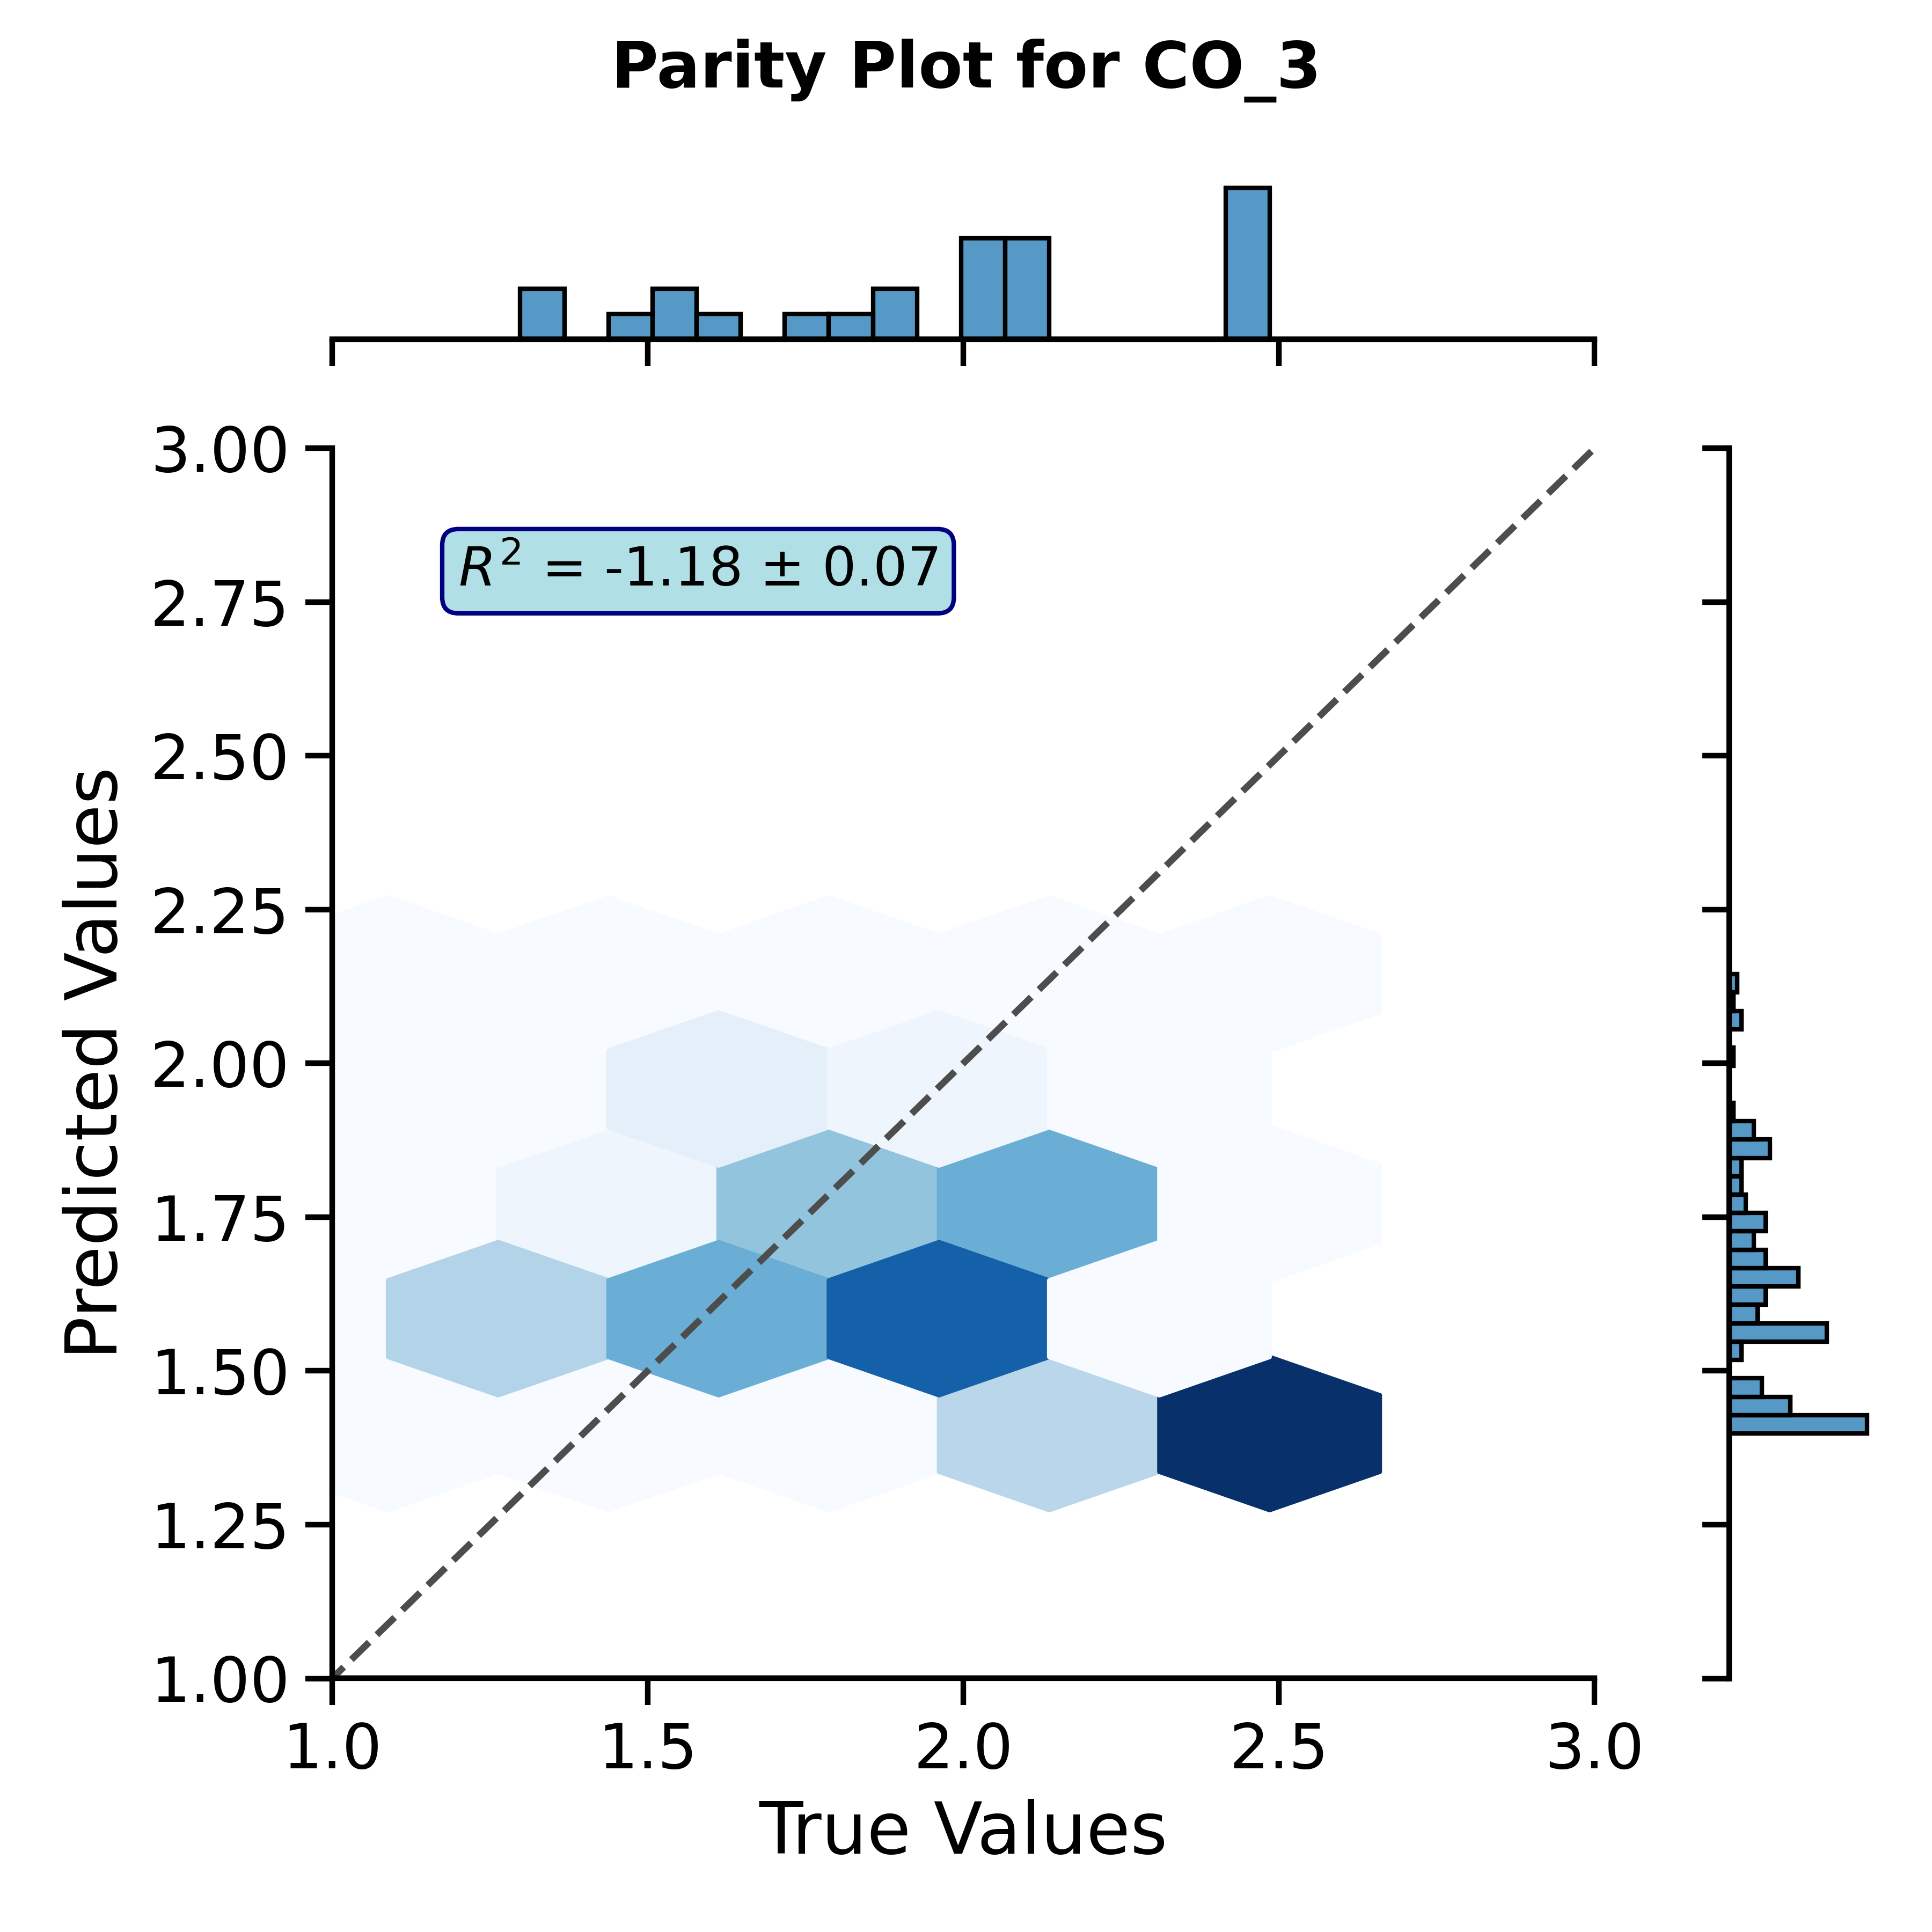 Parity Plot for CO_3
R² = -1.18 ± 0.07
Predicted Values
3.00
2.75
2.50
2.25
2.00
1.75
1.50
1.25
1.00
1.0 1.5 2.0 2.5 3.0
True Values